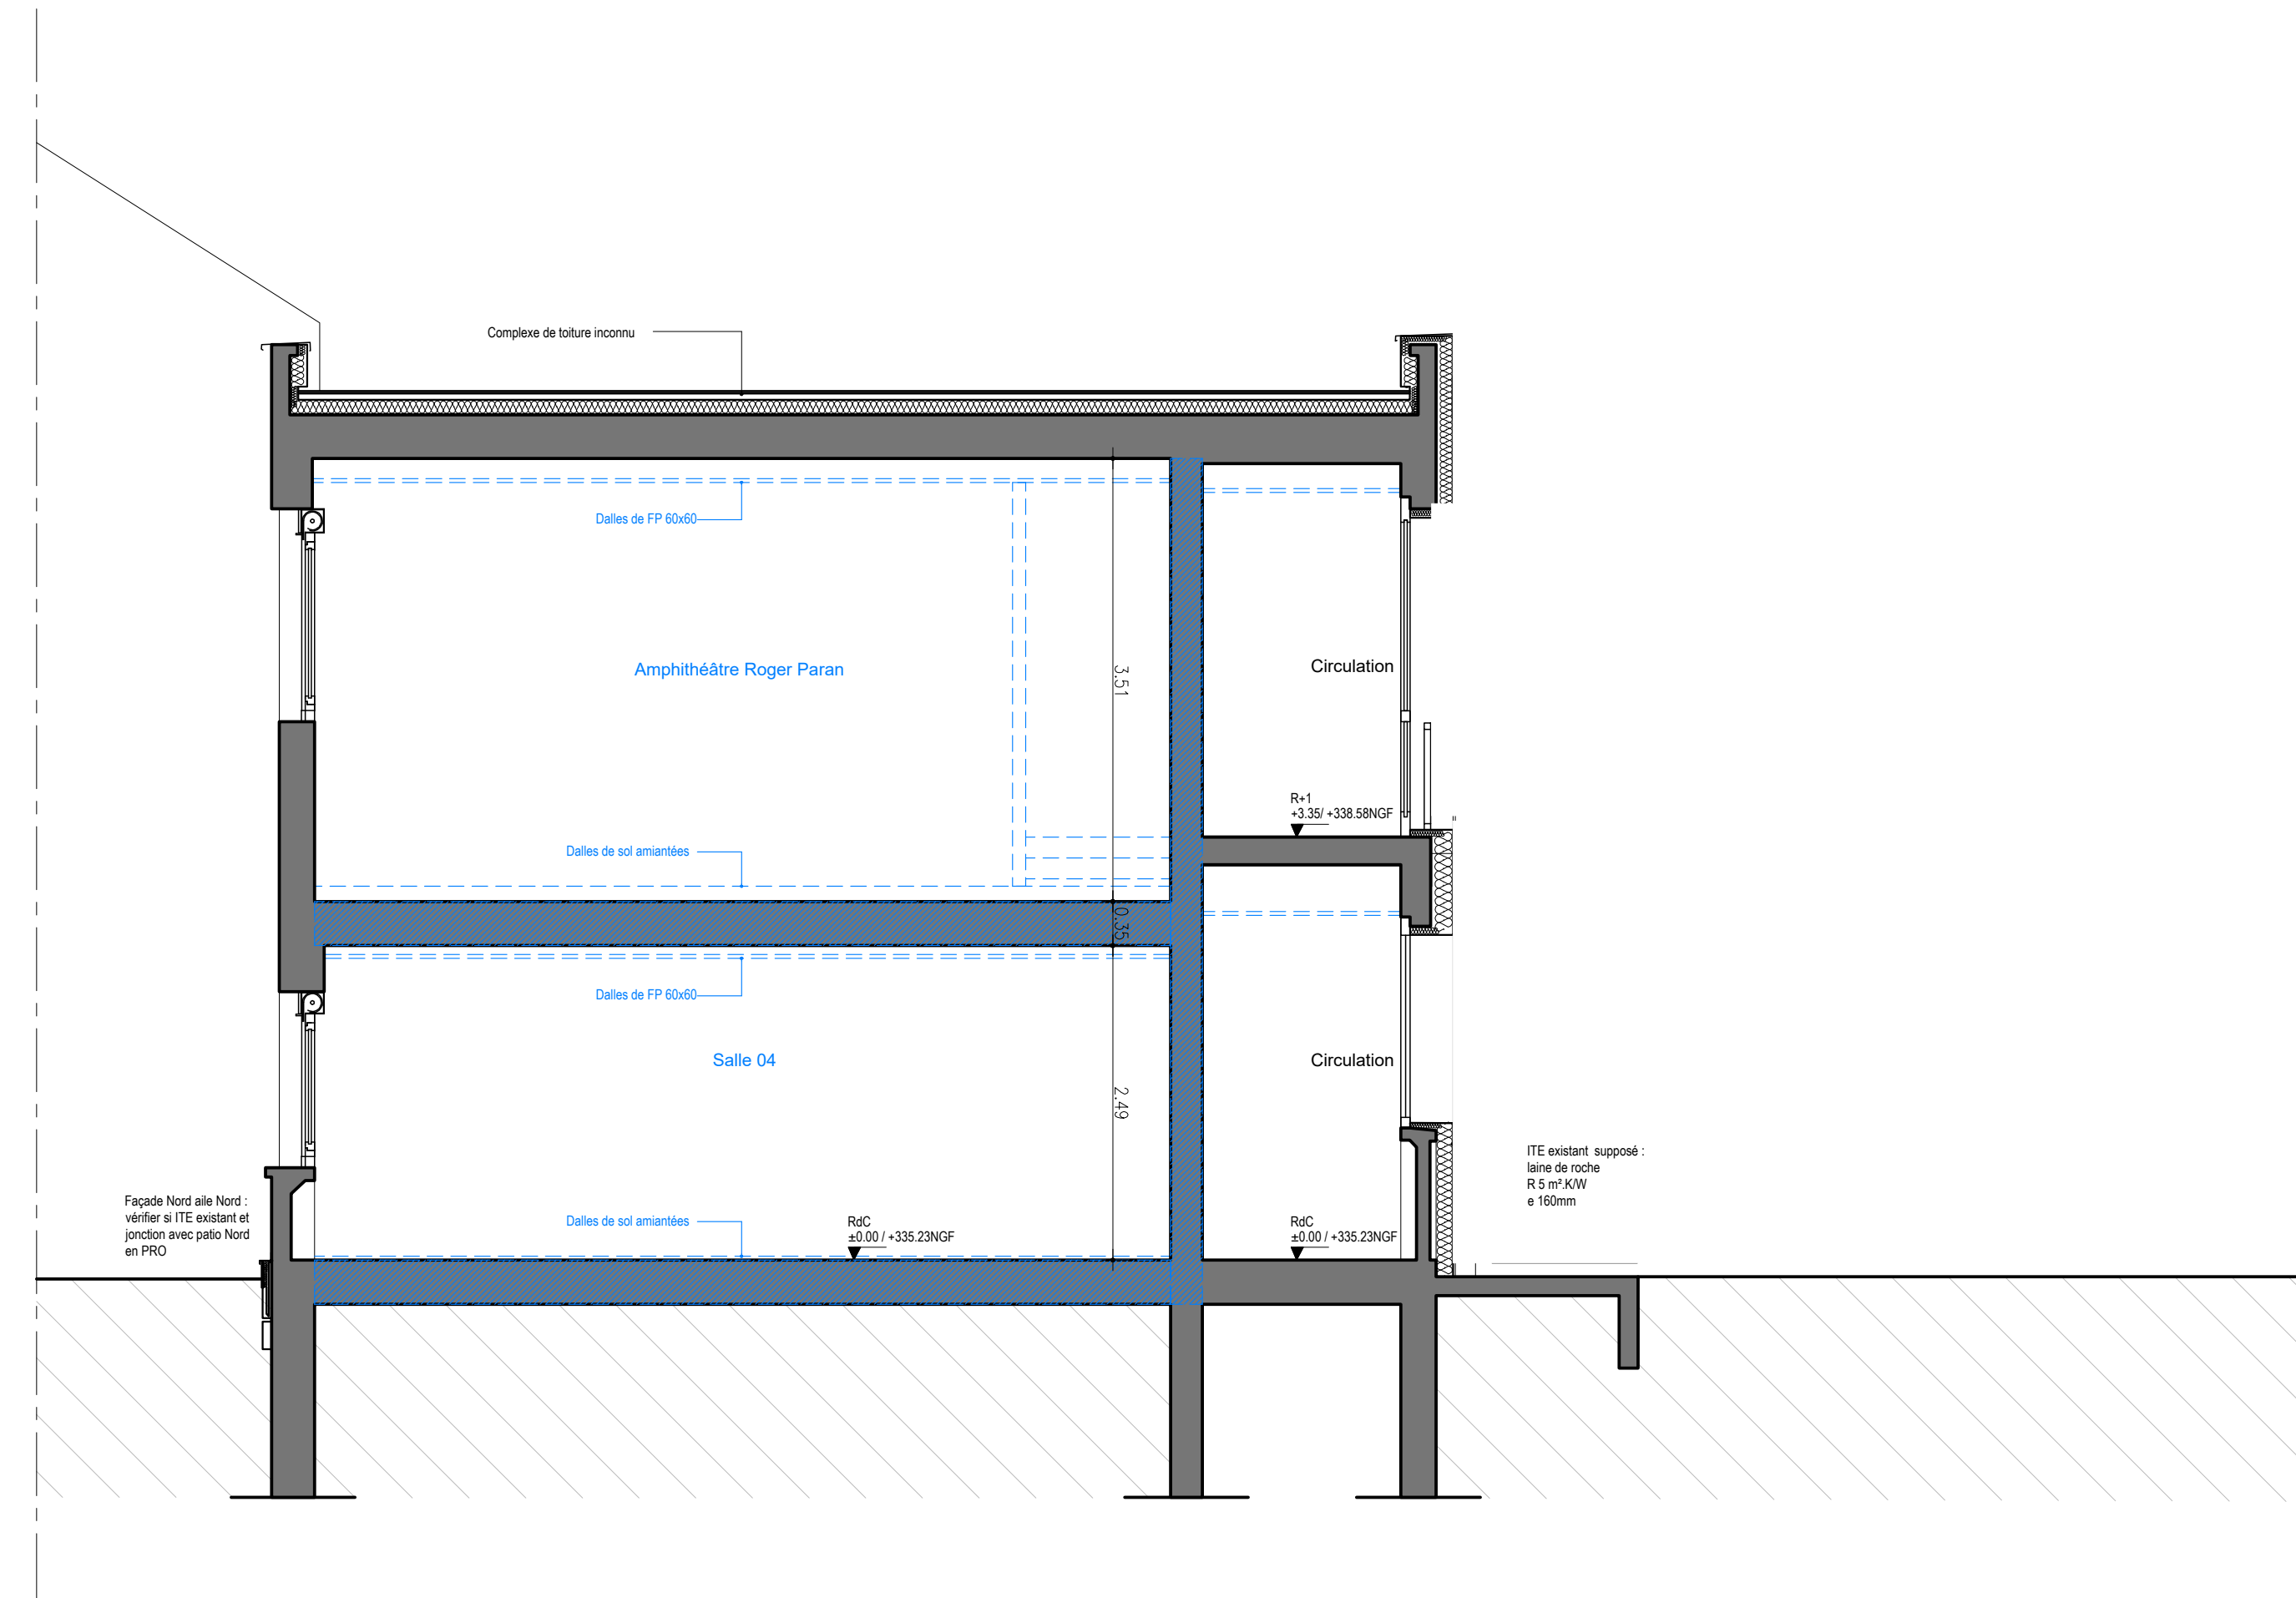 Complexe de toiture inconnu
Dalles de FP 60x60
Amphithéâtre Roger Paran
3.51
Circulation
R+1
+3.35/ +338.58NGF
Dalles de sol amiantées
0.35
Dalles de FP 60x60
Salle 04
Circulation
2.49
ITE existant supposé :
laine de roche
R 5 m².K/W
e 160mm
Façade Nord aile Nord :
vérifier si ITE existant et
jonction avec patio Nord
en PRO
Dalles de sol amiantées
RdC
±0.00 / +335.23NGF
RdC
±0.00 / +335.23NGF